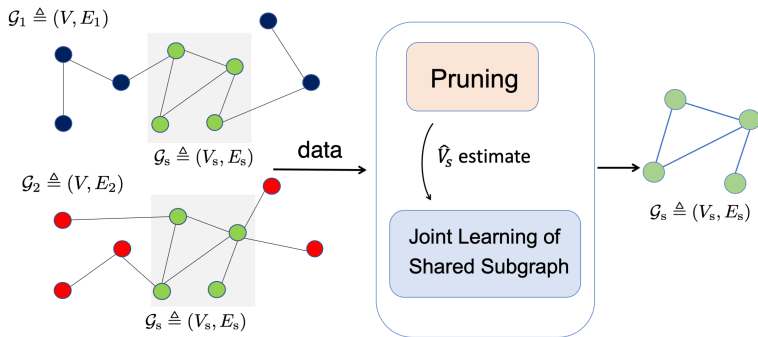 𝒢₁ ≜ (V, E₁)
𝒢ₛ ≜ (Vₛ, Eₛ)
𝒢₂ ≜ (V, E₂)
𝒢ₛ ≜ (Vₛ, Eₛ)
data
Pruning
V̂ₛ estimate
Joint Learning of
Shared Subgraph
𝒢ₛ ≜ (Vₛ, Eₛ)